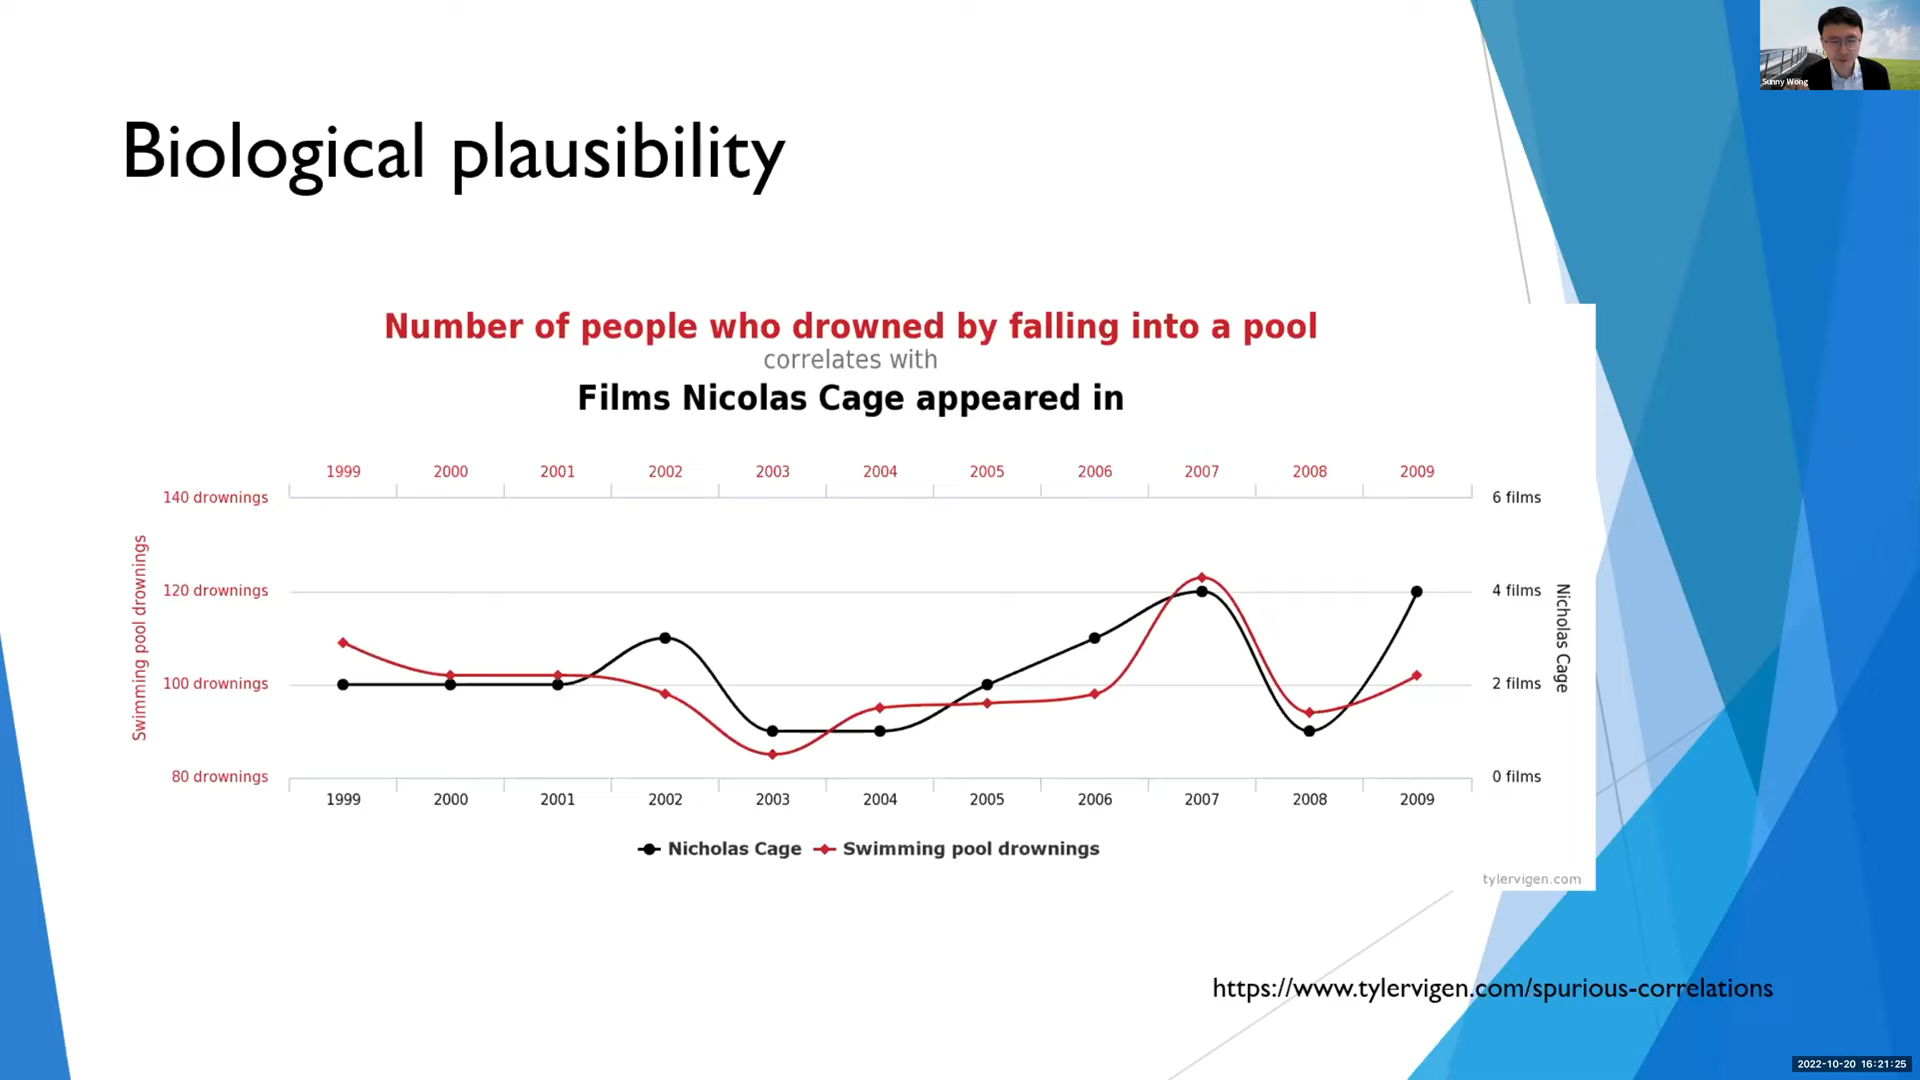 Sunny Wong
Biological plausibility
Number of people who drowned by falling into a pool
correlates with
Films Nicolas Cage appeared in
1999 2000 2001 2002 2003 2004 2005 2006 2007 2008 2009
140 drownings 6 films
120 drownings 4 films
100 drownings 2 films
80 drownings 0 films
Swimming pool drownings
Nicholas Cage
1999 2000 2001 2002 2003 2004 2005 2006 2007 2008 2009
Nicholas Cage Swimming pool drownings
tylervigen.com
https://www.tylervigen.com/spurious-correlations
2022-10-20 16:21:25